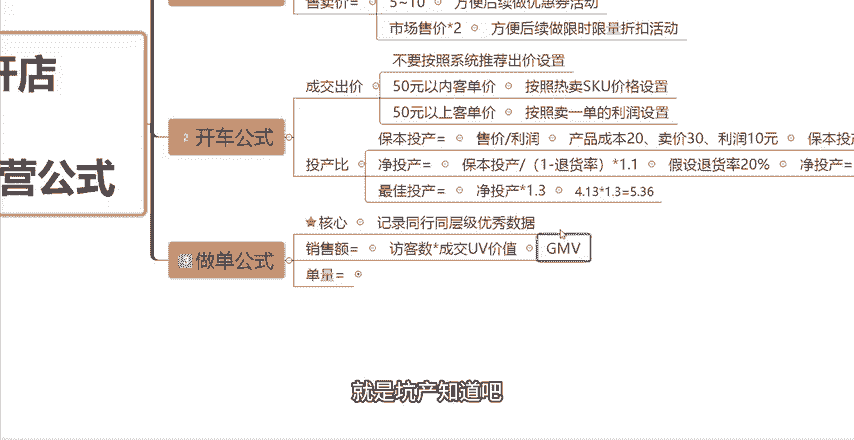 售卖价=
5~10 方便后续做优惠券活动
市场售价*2 方便后续做限时限量折扣活动
开店
营公式
2 开车公式
成交出价
不要按照系统推荐出价设置
50元以内客单价 按照热卖SKU价格设置
50元以上客单价 按照卖一单的利润设置
投产比
保本投产= 售价/利润 产品成本20、卖价30、利润10元 保本投产
净投产= 保本投产/（1-退货率）*1.1 假设退货率20% 净投产=
最佳投产= 净投产*1.3 4.13*1.3=5.36
做单公式
核心 记录同行同层级优秀数据
销售额= 访客数*成交UV价值 GMV
单量=
就是坑产知道吧